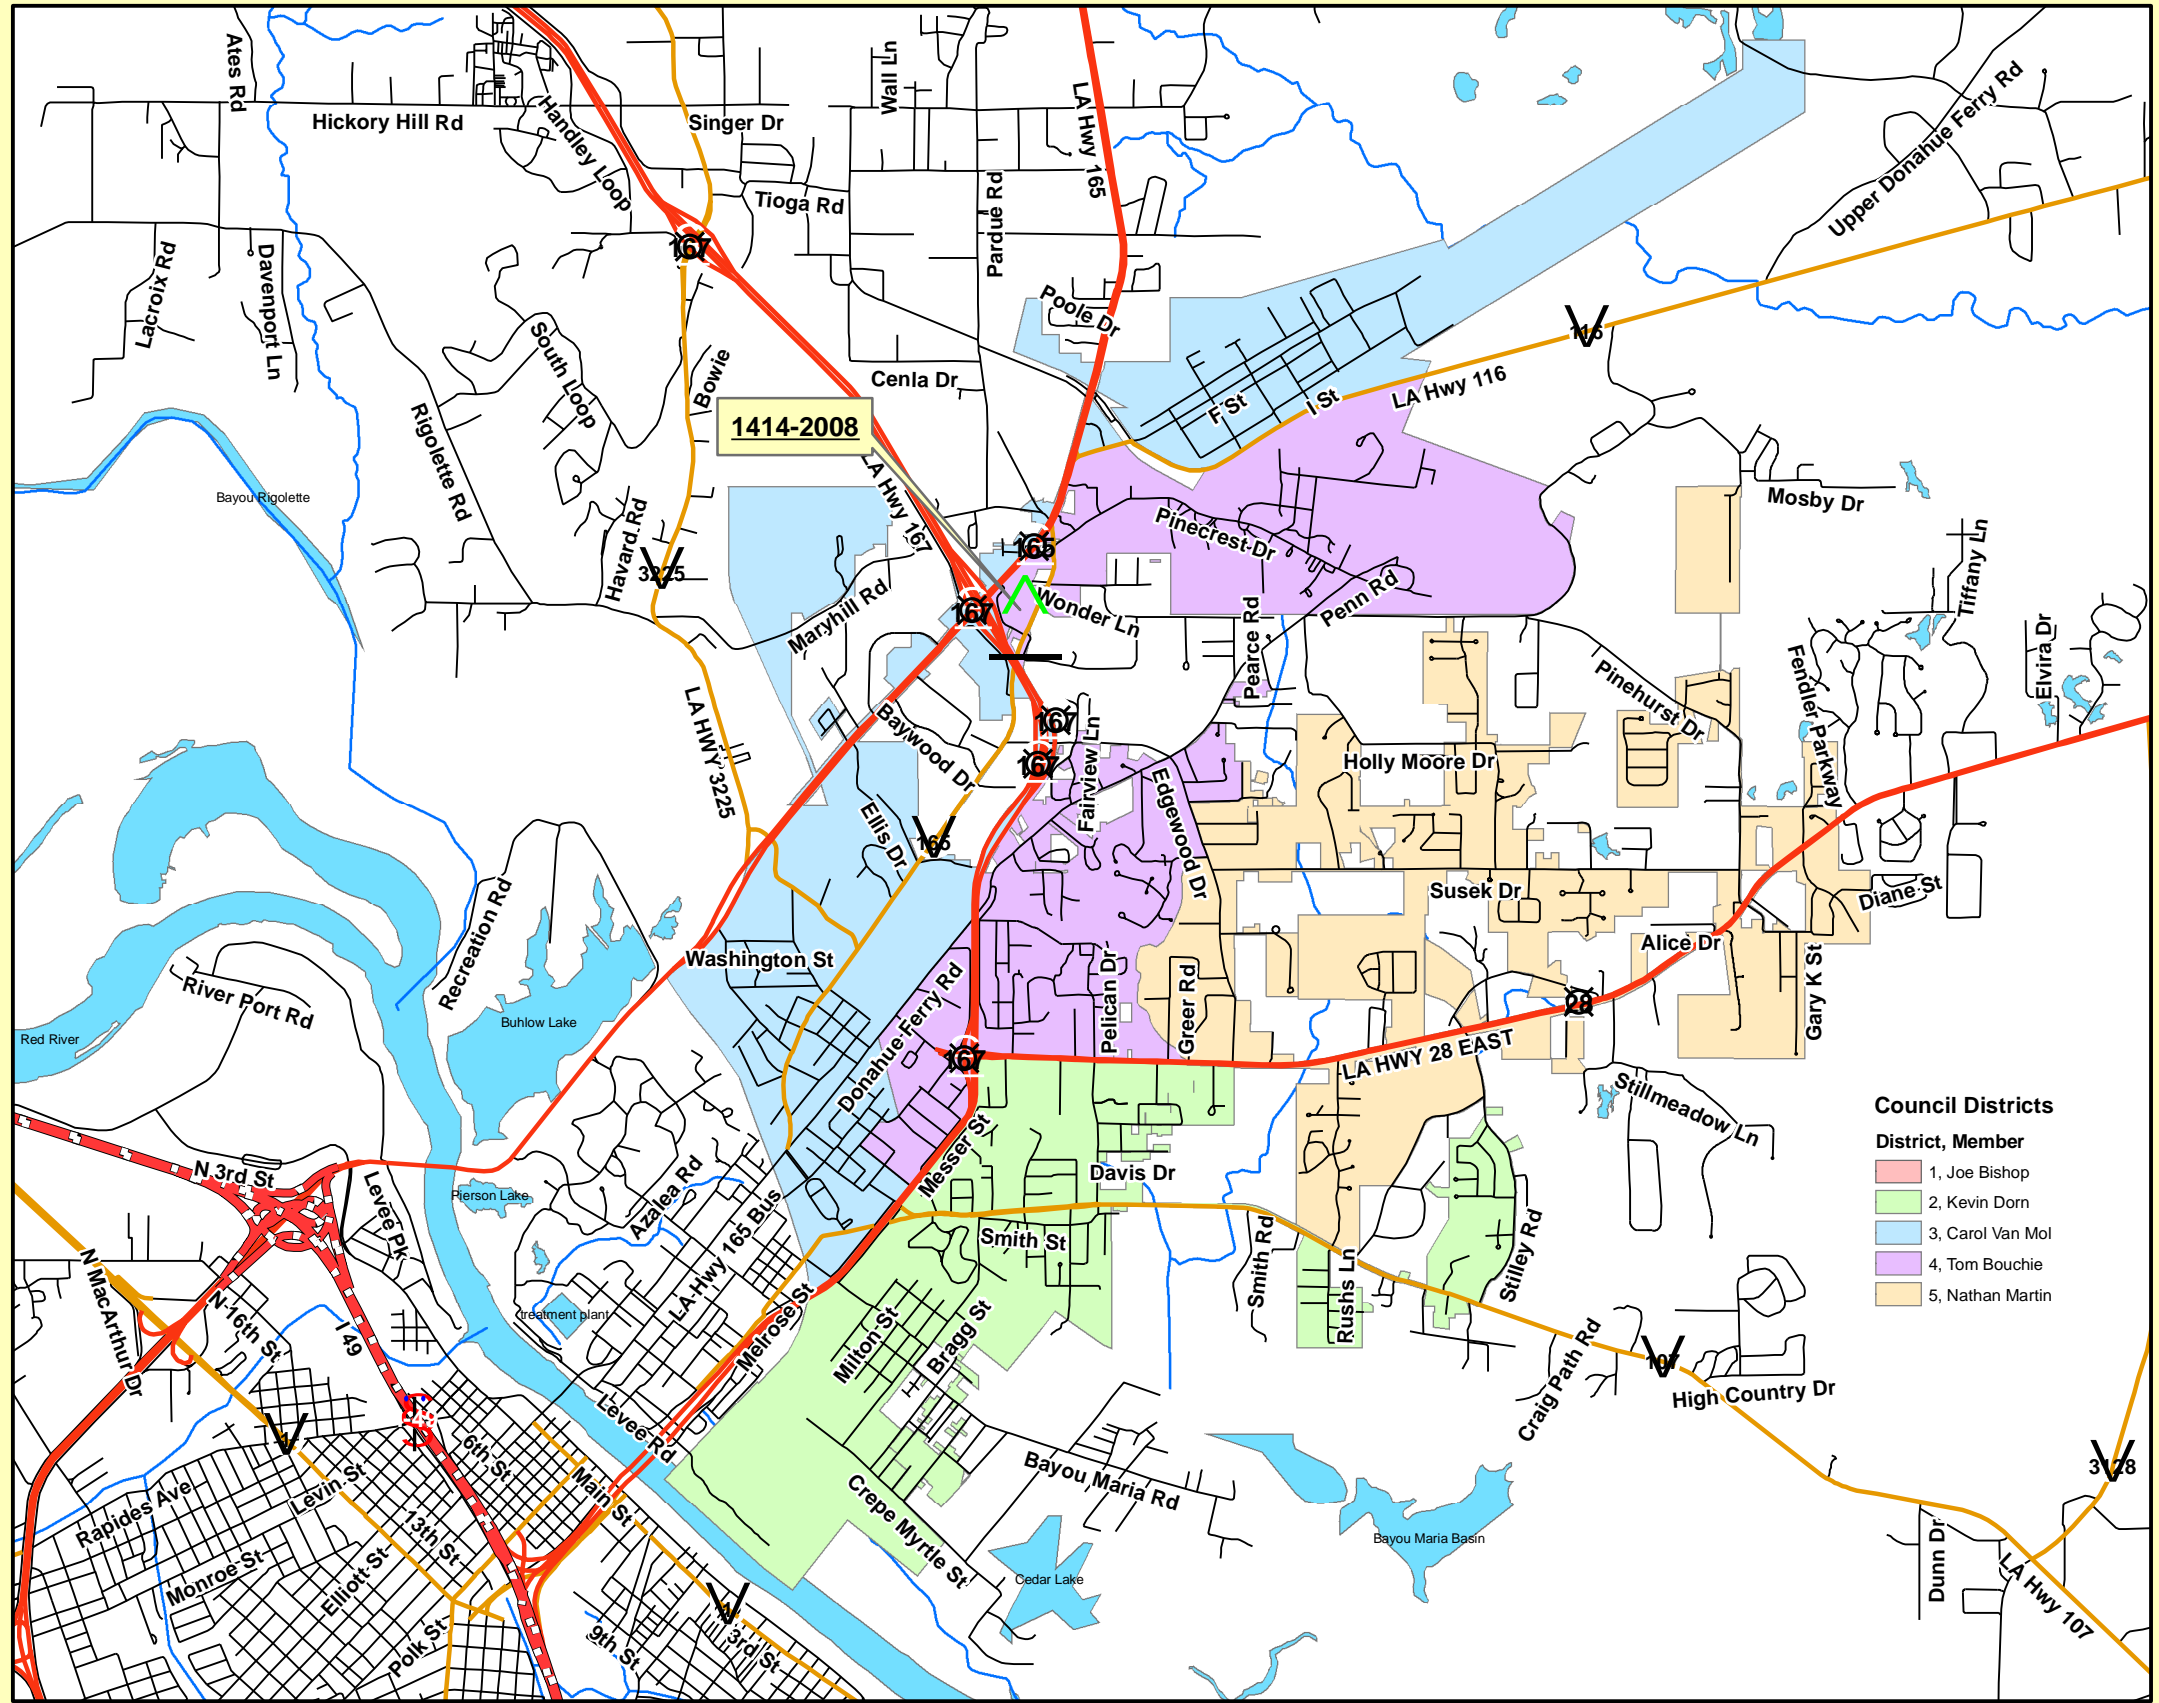 Ates Rd
Hickory Hill Rd
Handley Loop
Singer Dr
Wall Ln
LA Hwy 165
Upper Donahue Ferry Rd
Tioga Rd
Pardue Rd
Lacroix Rd
Davenport Ln
167
Poole Dr
South Loop
Bowie
Cenla Dr
116
LA Hwy 116
F St
I St
1414-2008
Rigolette Rd
Bayou Rigolette
LA Hwy 167
Havard Rd
3225
Maryhill Rd
165
167
Wonder Ln
Pinecrest Dr
Penn Rd
Pearce Rd
Mosby Dr
Tiffany Ln
Elvira Dr
Fendler Parkway
Pinehurst Dr
LA HWY 3225
Baywood Dr
167
167
Fairview Ln
Edgewood Dr
Holly Moore Dr
Ellis Dr
165
Susek Dr
Diane St
Alice Dr
Gary K St
Recreation Rd
Washington St
River Port Rd
Red River
Buhlow Lake
Donahue Ferry Rd
Pelican Dr
Greer Rd
28
167
LA HWY 28 EAST
Stillmeadow Ln
Council Districts
District, Member
1, Joe Bishop
2, Kevin Dorn
3, Carol Van Mol
4, Tom Bouchie
5, Nathan Martin
N 3rd St
Levee Pk
Pierson Lake
Azalea Rd
LA Hwy 165 Bus
Messer St
Davis Dr
Smith St
Smith Rd
Rushs Ln
Stilley Rd
N MacArthur Dr
N 16th St
I 49
treatment plant
Melrose St
Milton St
Bragg St
Craig Path Rd
107
High Country Dr
Levee Rd
6th St
Main St
Levin St
Rapides Ave
13th St
Monroe St
Elliott St
Polk St
9th St
3rd St
Crepe Myrtle St
Bayou Maria Rd
Cedar Lake
Bayou Maria Basin
3128
Dunn Dr
LA Hwy 107